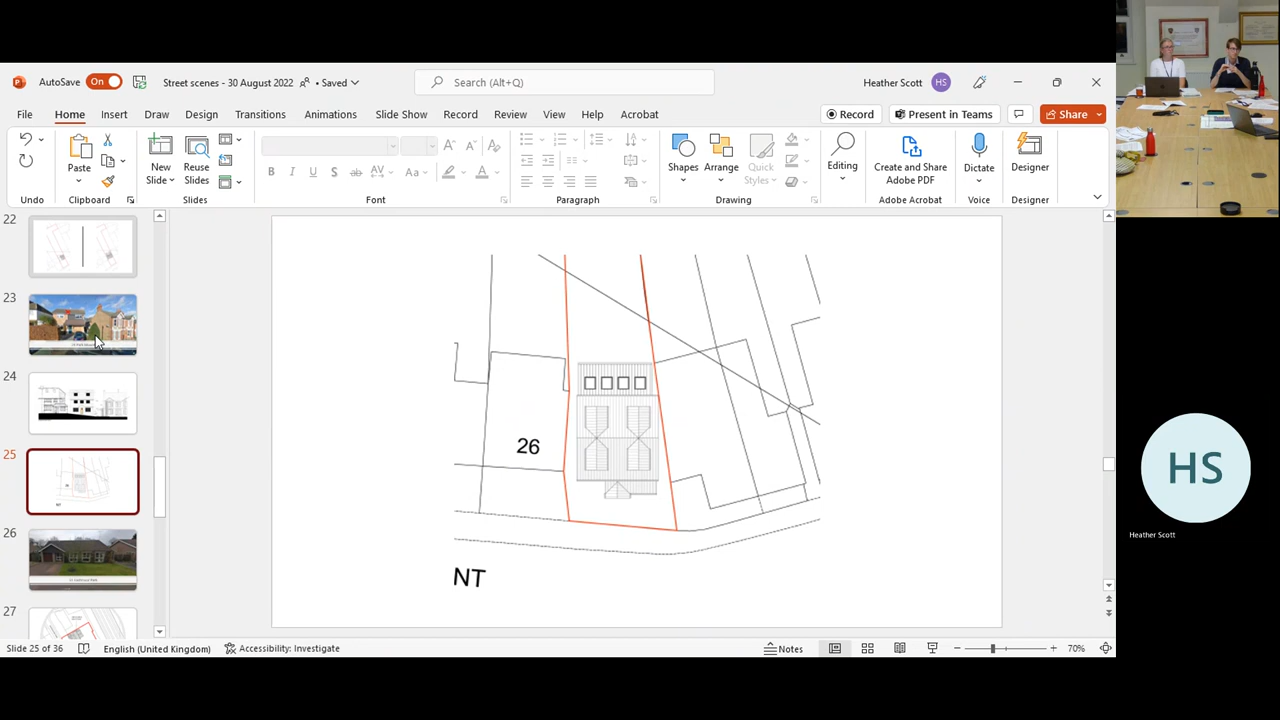 AutoSave
On
Street scenes - 30 August 2022
• Saved
Search (Alt+Q)
Heather Scott
HS
File
Home
Insert
Draw
Design
Transitions
Animations
Slide Show
Record
Review
View
Help
Acrobat
Record
Present in Teams
Share
Paste
New
Slide
Reuse
Slides
B
I
U
S
ab
AV
Aa
A
Shapes
Arrange
Quick
Styles
Editing
Create and Share
Adobe PDF
Dictate
Designer
Undo
Clipboard
Slides
Font
Paragraph
Drawing
Adobe Acrobat
Voice
Designer
22
23
24
25
26
27
26
NT
HS
Heather Scott
Slide 25 of 36
English (United Kingdom)
Accessibility: Investigate
Notes
70%